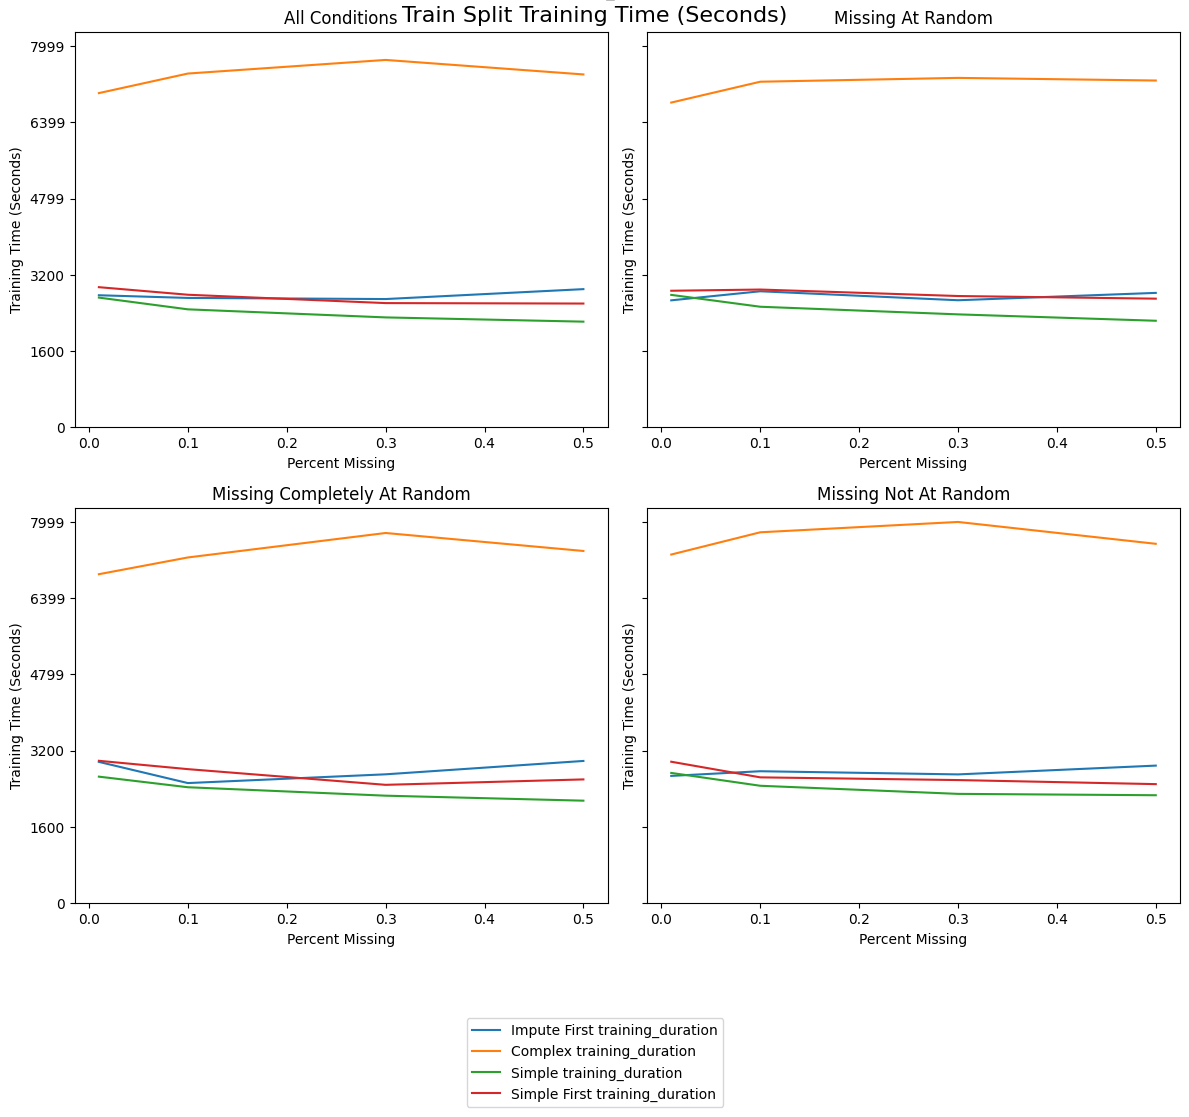 Train Split Training Time (Seconds)
All Conditions
Missing At Random
7999
6399
4799
3200
1600
0
Training Time (Seconds)
Training Time (Seconds)
0.0 0.1 0.2 0.3 0.4 0.5
0.0 0.1 0.2 0.3 0.4 0.5
Percent Missing
Percent Missing
Missing Completely At Random
Missing Not At Random
7999
6399
4799
3200
1600
0
Training Time (Seconds)
Training Time (Seconds)
0.0 0.1 0.2 0.3 0.4 0.5
0.0 0.1 0.2 0.3 0.4 0.5
Percent Missing
Percent Missing
Impute First training_duration
Complex training_duration
Simple training_duration
Simple First training_duration